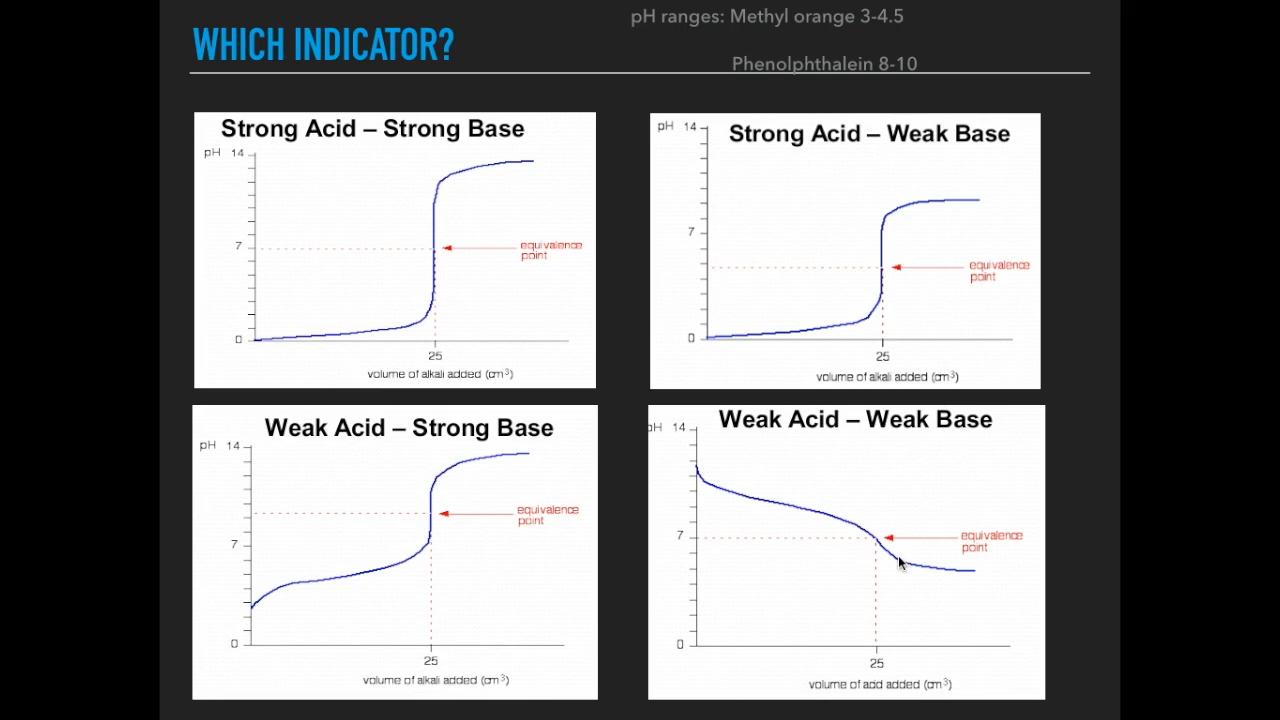 WHICH INDICATOR?
pH ranges: Methyl orange 3-4.5
Phenolphthalein 8-10
Strong Acid – Strong Base
pH 14
7
equivalence
point
0
25
volume of alkali added (cm³)
Strong Acid – Weak Base
pH 14
7
equivalence
point
0
25
volume of alkali added (cm³)
Weak Acid – Strong Base
pH 14
equivalence
point
7
0
25
volume of alkali added (cm³)
Weak Acid – Weak Base
pH 14
7
equivalence
point
0
25
volume of acid added (cm³)